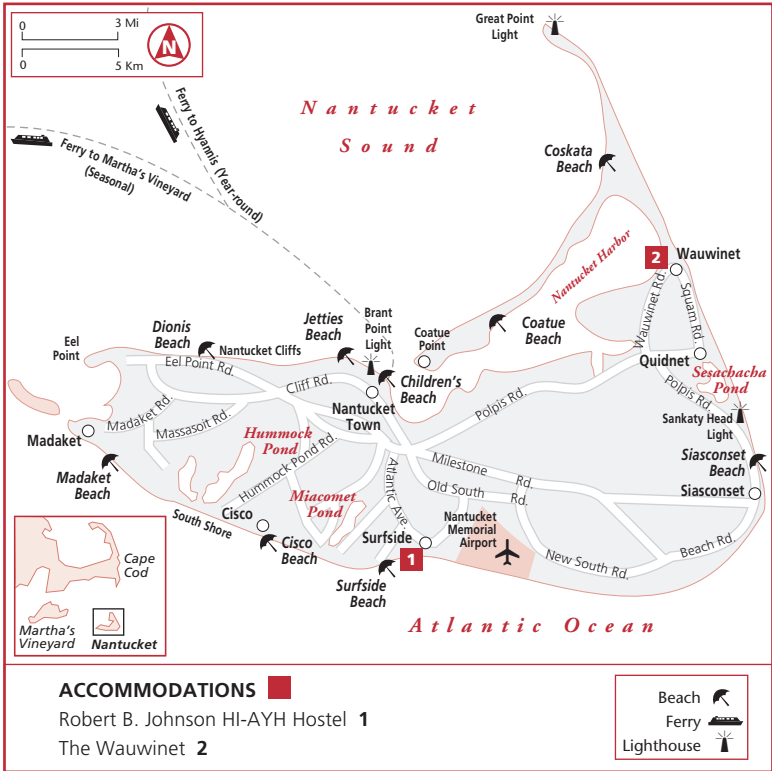 0 3 Mi
0 5 Km
N
Great Point
Light
Nantucket
Sound
Ferry to Hyannis (Year-round)
Ferry to Martha's Vineyard
(Seasonal)
Coskata
Beach
Nantucket Harbor
2
Wauwinet
Wauwinet Rd.
Squam Rd.
Quidnet
Sesachacha
Pond
Polpis Rd.
Sankaty Head
Light
Siasconset
Beach
Siasconset
Eel
Point
Dionis
Beach
Nantucket Cliffs
Jetties
Beach
Brant
Point
Light
Coatue
Point
Coatue
Beach
Children's
Beach
Eel Point Rd.
Cliff Rd.
Nantucket
Town
Polpis Rd.
Madaket Rd.
Massasoit Rd.
Madaket
Madaket
Beach
Hummock
Pond
Hummock Pond Rd.
Miacomet
Pond
Atlantic Ave.
Milestone Rd.
Old South Rd.
Cisco
South Shore
Cisco
Beach
Surfside
1
Surfside
Beach
Nantucket
Memorial
Airport
New South Rd.
Beach Rd.
Cape
Cod
Martha's
Vineyard
Nantucket
Atlantic Ocean
ACCOMMODATIONS
Robert B. Johnson HI-AYH Hostel 1
The Wauwinet 2
Beach
Ferry
Lighthouse